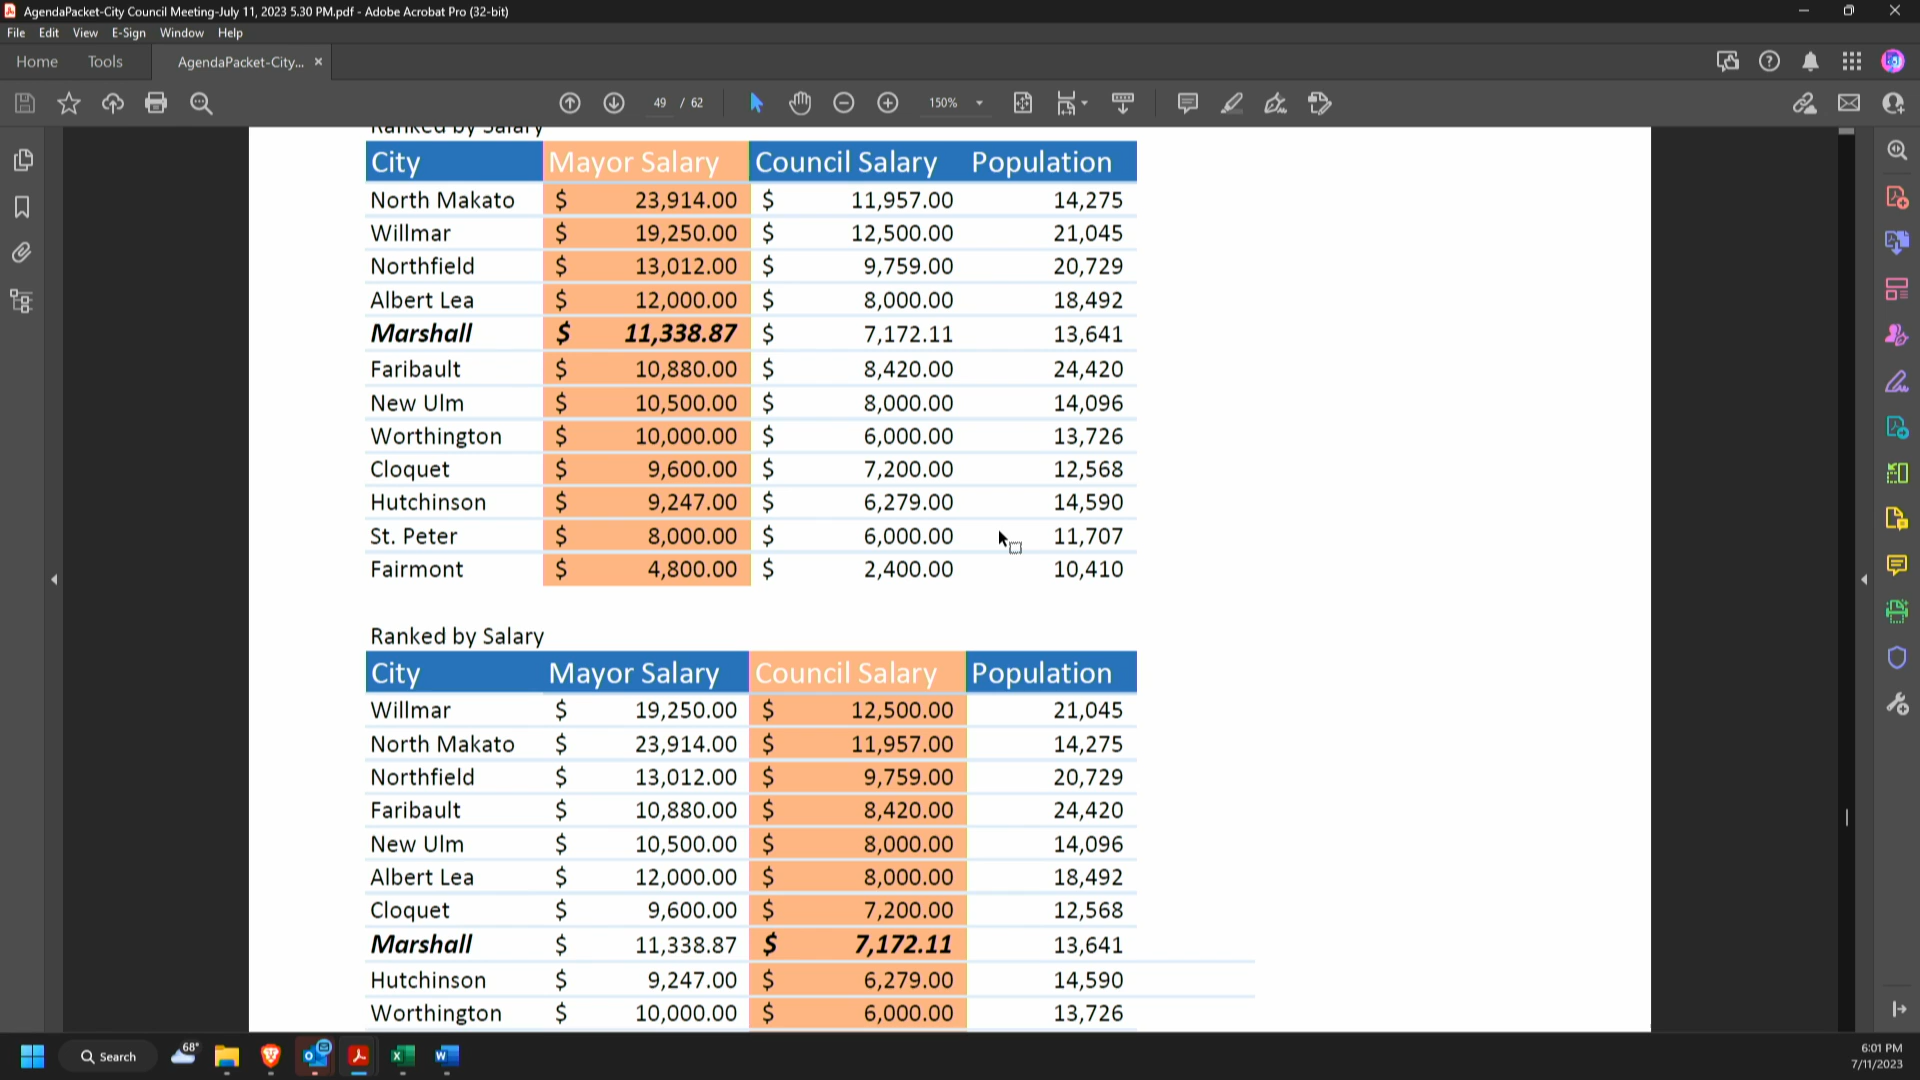 AgendaPacket-City Council Meeting-July 11, 2023 5.30 PM.pdf - Adobe Acrobat Pro (32-bit)
File Edit View E-Sign Window Help
Home Tools AgendaPacket-City... ×
49 / 62 150%
Ranked by Salary
City Mayor Salary Council Salary Population
North Makato $ 23,914.00 $ 11,957.00 14,275
Willmar $ 19,250.00 $ 12,500.00 21,045
Northfield $ 13,012.00 $ 9,759.00 20,729
Albert Lea $ 12,000.00 $ 8,000.00 18,492
Marshall $ 11,338.87 $ 7,172.11 13,641
Faribault $ 10,880.00 $ 8,420.00 24,420
New Ulm $ 10,500.00 $ 8,000.00 14,096
Worthington $ 10,000.00 $ 6,000.00 13,726
Cloquet $ 9,600.00 $ 7,200.00 12,568
Hutchinson $ 9,247.00 $ 6,279.00 14,590
St. Peter $ 8,000.00 $ 6,000.00 11,707
Fairmont $ 4,800.00 $ 2,400.00 10,410
Ranked by Salary
City Mayor Salary Council Salary Population
Willmar $ 19,250.00 $ 12,500.00 21,045
North Makato $ 23,914.00 $ 11,957.00 14,275
Northfield $ 13,012.00 $ 9,759.00 20,729
Faribault $ 10,880.00 $ 8,420.00 24,420
New Ulm $ 10,500.00 $ 8,000.00 14,096
Albert Lea $ 12,000.00 $ 8,000.00 18,492
Cloquet $ 9,600.00 $ 7,200.00 12,568
Marshall $ 11,338.87 $ 7,172.11 13,641
Hutchinson $ 9,247.00 $ 6,279.00 14,590
Worthington $ 10,000.00 $ 6,000.00 13,726
Search 68° 6:01 PM
7/11/2023